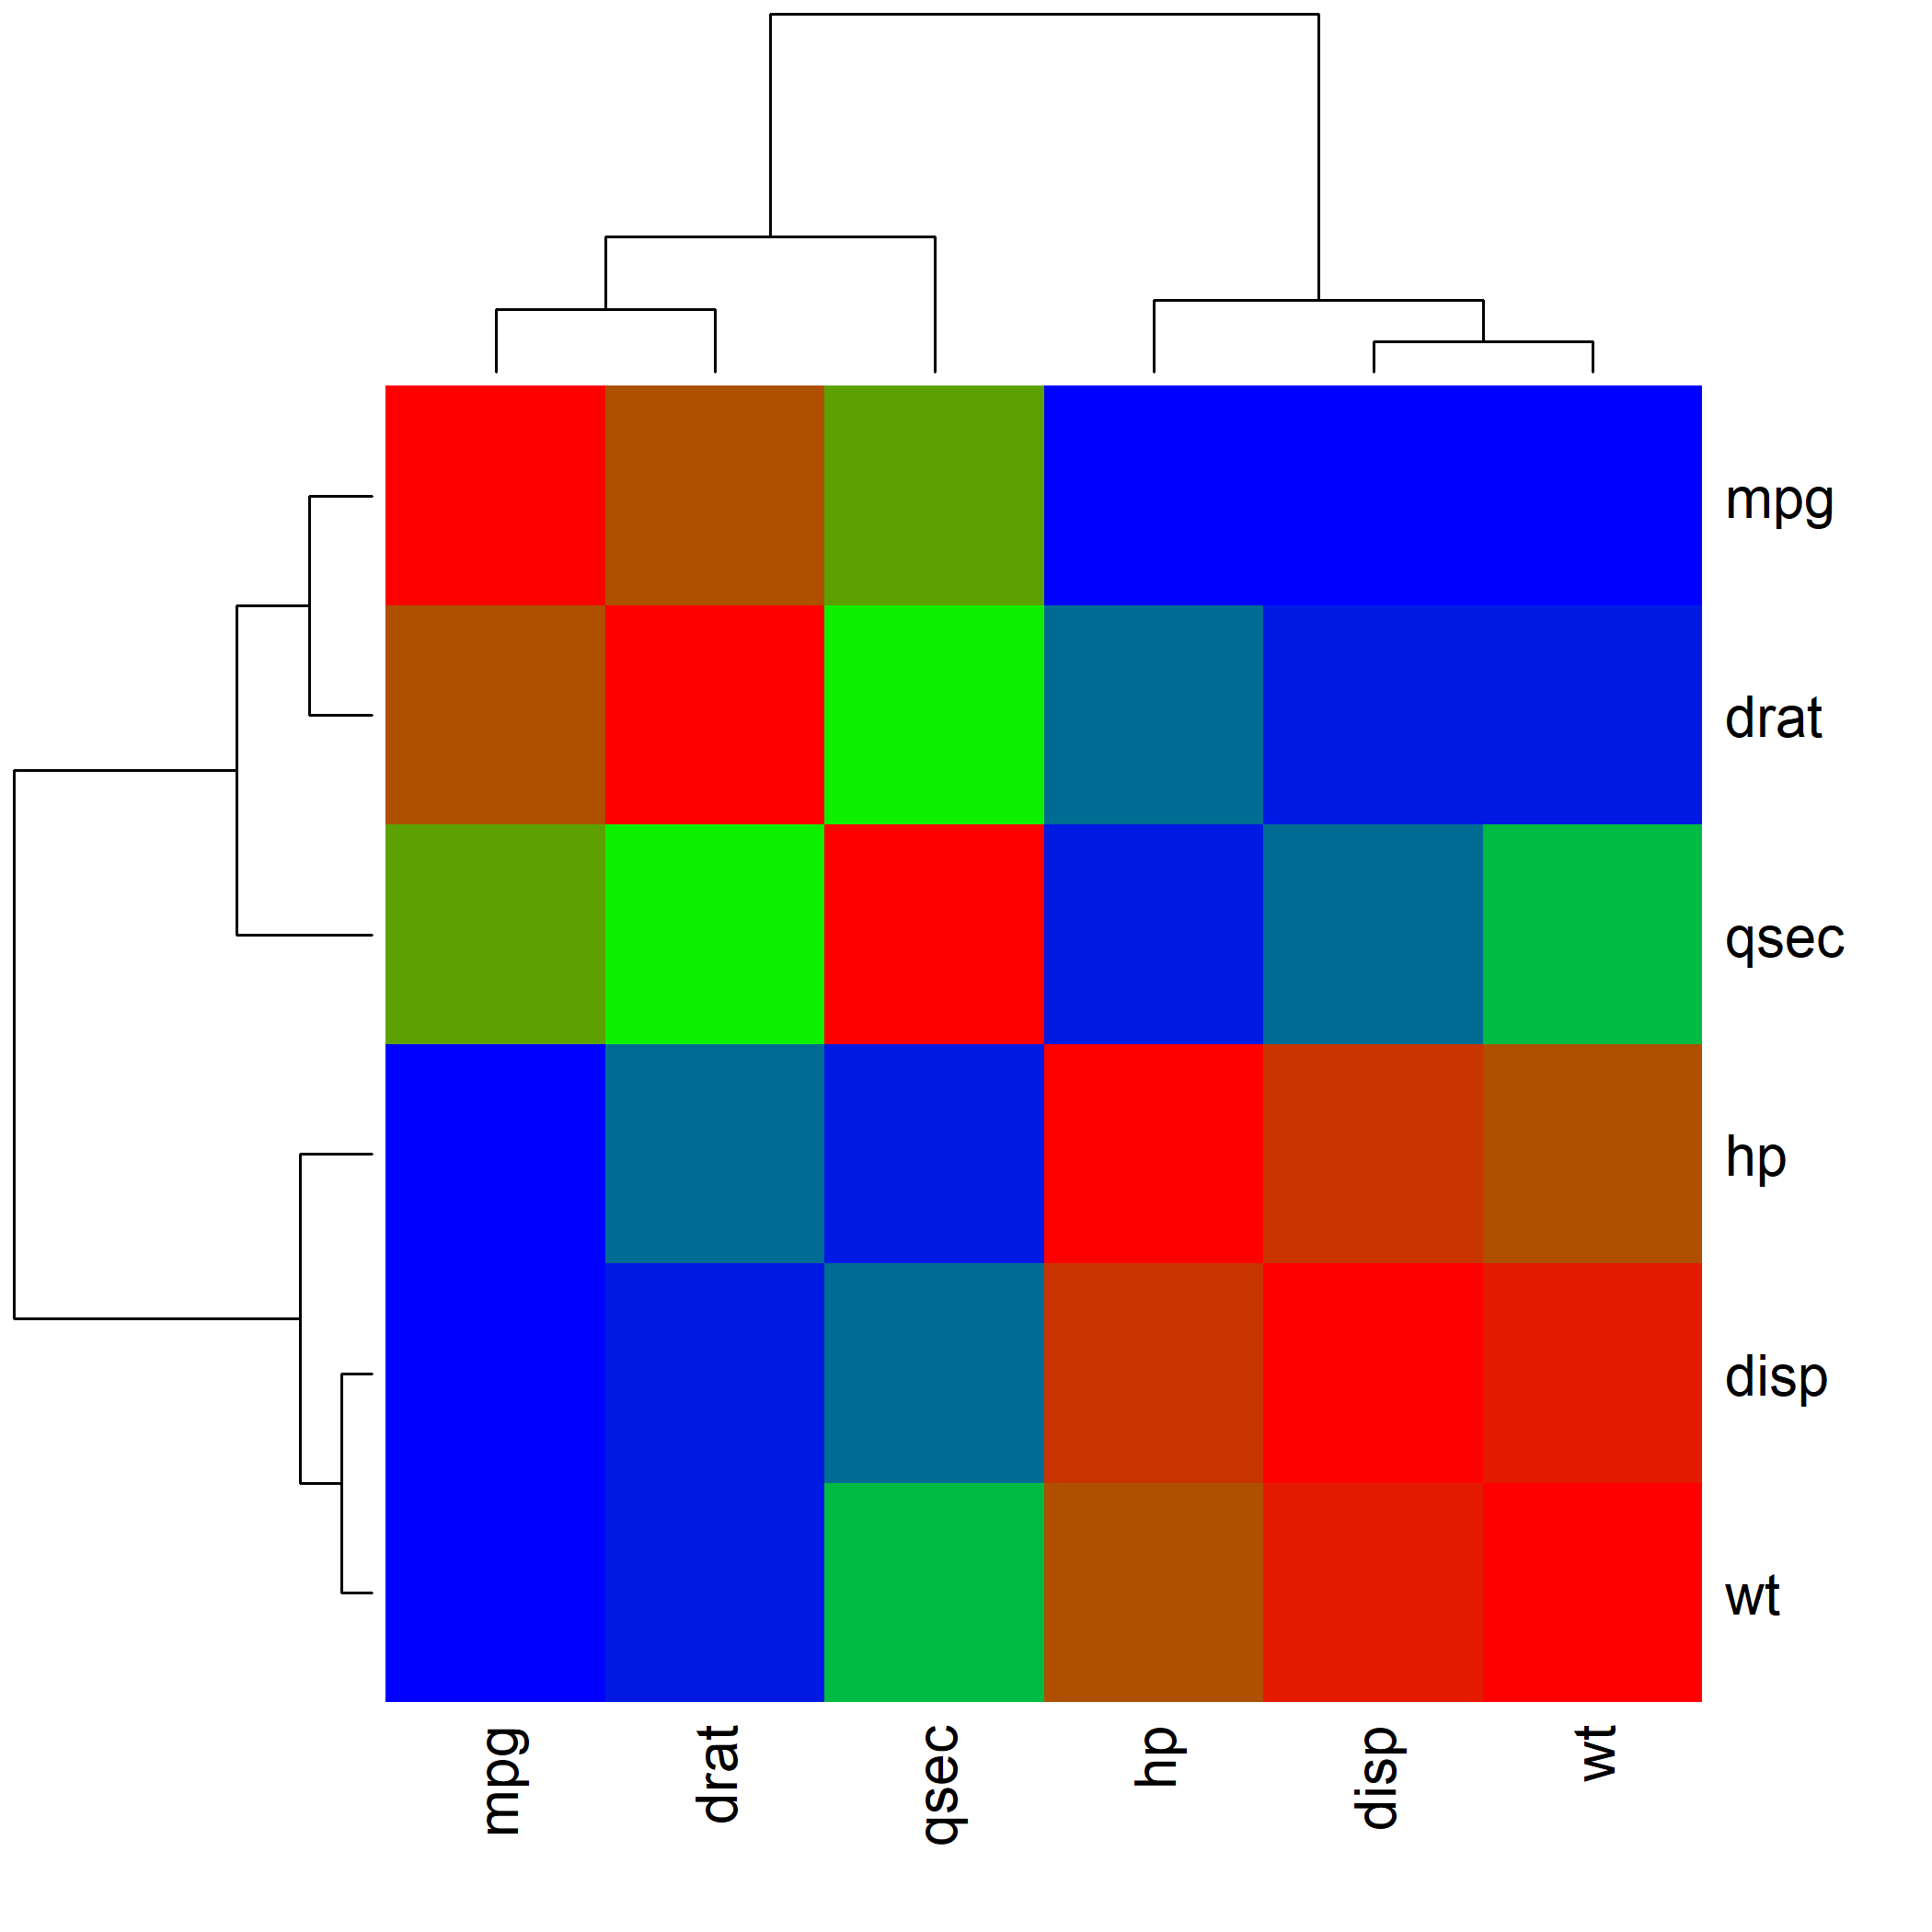 mpg
drat
qsec
hp
disp
wt
mpg
drat
qsec
hp
disp
wt